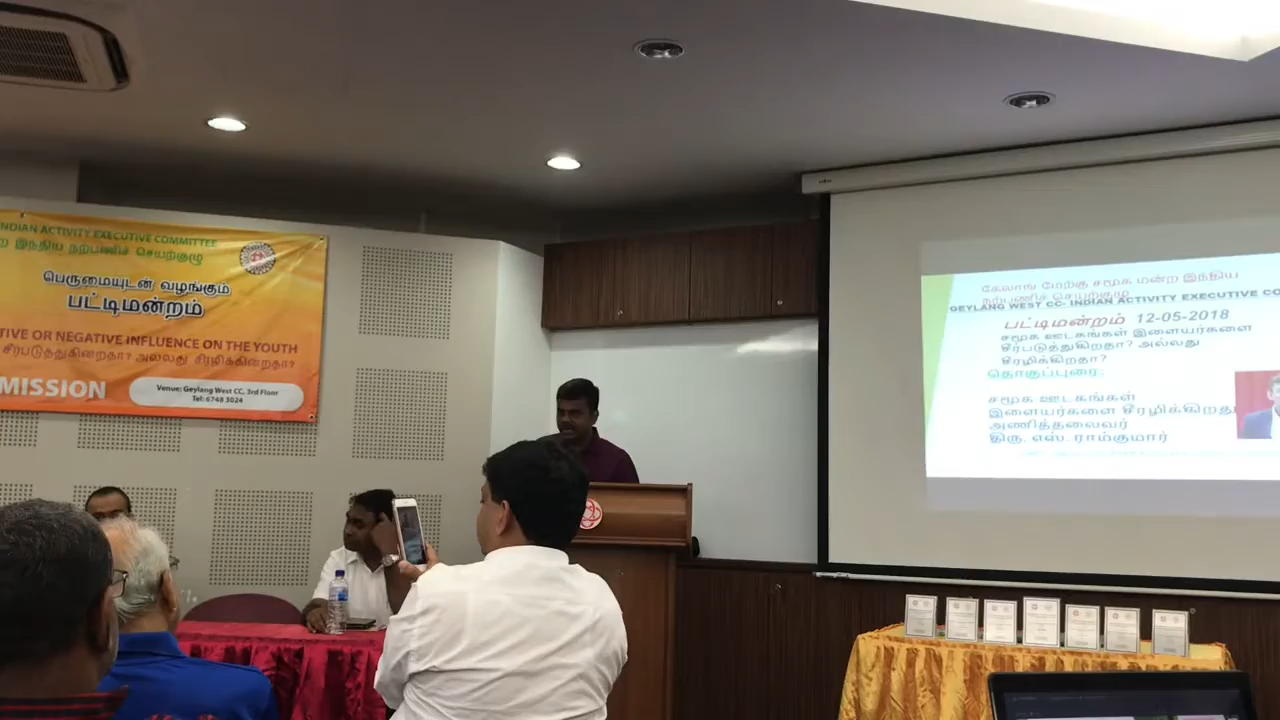 INDIAN ACTIVITY EXECUTIVE COMMITTEE
இந்திய நற்பணிச் செயற்குழு
பெருமையுடன் வழங்கும்
பட்டிமன்றம்
TIVE OR NEGATIVE INFLUENCE ON THE YOUTH
சீர்படுத்துகின்றதா? அல்லது சீரழிக்கின்றதா?
MISSION
Venue: Geylang West CC, 3rd Floor
Tel: 6748 3024
கேலாங் மேற்கு சமூக மன்ற இந்திய
நற்பணிச் செயற்குழு
GEYLANG WEST CC- INDIAN ACTIVITY EXECUTIVE CO
பட்டிமன்றம் 12-05-2018
சமூக ஊடகங்கள் இளையர்களை
சீர்படுத்துகிறதா? அல்லது
சீரழிக்கிறதா?
தொகுப்புரை:
சமூக ஊடகங்கள்
இளையர்களை சீரழிக்கிறது
அணித்தலைவர்
திரு. எஸ். ராம்குமார்